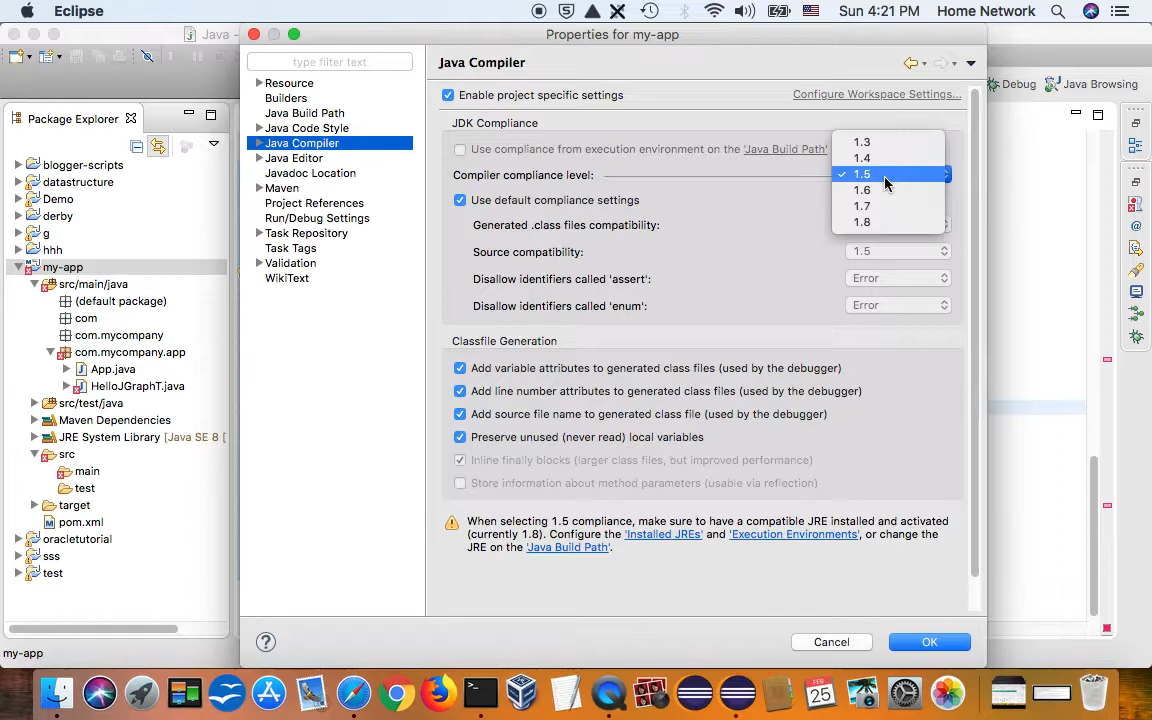 Eclipse
Sun 4:21 PM Home Network
Java -
Properties for my-app
type filter text
Resource
Builders
Java Build Path
Java Code Style
Java Compiler
Java Editor
Javadoc Location
Maven
Project References
Run/Debug Settings
Task Repository
Task Tags
Validation
WikiText
Java Compiler
Enable project specific settings
Configure Workspace Settings...
JDK Compliance
Use compliance from execution environment on the 'Java Build Path'
Compiler compliance level:
1.3
1.4
1.5
1.6
1.7
1.8
Use default compliance settings
Generated .class files compatibility:
Source compatibility:
1.5
Disallow identifiers called 'assert':
Error
Disallow identifiers called 'enum':
Error
Classfile Generation
Add variable attributes to generated class files (used by the debugger)
Add line number attributes to generated class files (used by the debugger)
Add source file name to generated class file (used by the debugger)
Preserve unused (never read) local variables
Inline finally blocks (larger class files, but improved performance)
Store information about method parameters (usable via reflection)
When selecting 1.5 compliance, make sure to have a compatible JRE installed and activated
(currently 1.8). Configure the 'Installed JREs' and 'Execution Environments', or change the
JRE on the 'Java Build Path'.
Cancel
OK
Debug
Java Browsing
Package Explorer
blogger-scripts
datastructure
Demo
derby
g
hhh
my-app
src/main/java
(default package)
com
com.mycompany
com.mycompany.app
App.java
HelloJGraphT.java
src/test/java
Maven Dependencies
JRE System Library [Java SE 8 [
src
main
test
target
pom.xml
oracletutorial
sss
test
my-app
FEB
25